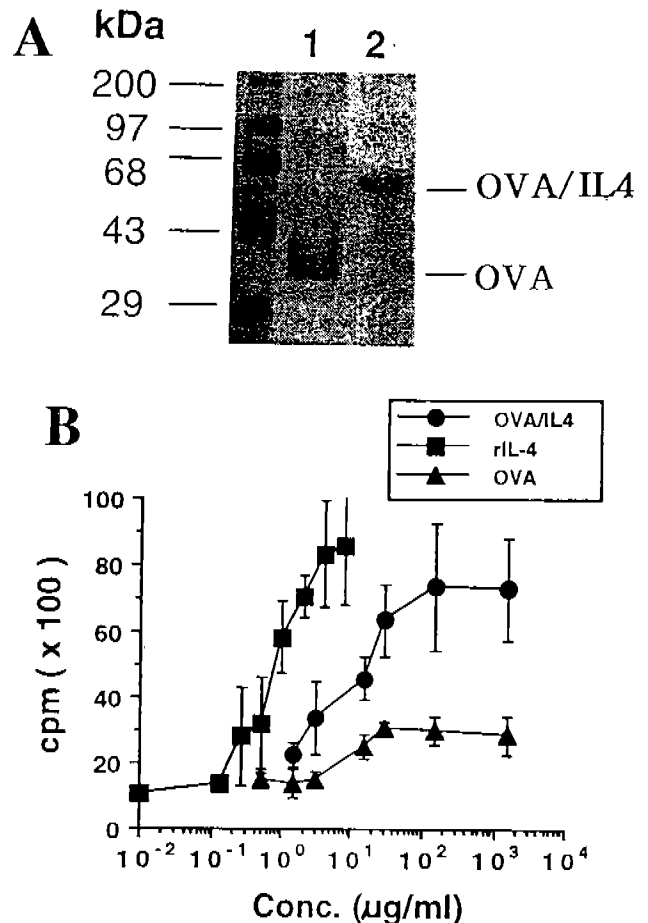 A
kDa
1 2
200
97
68
43
29
OVA/IL4
OVA
B
OVA/IL4
rIL-4
OVA
100
80
60
40
20
0
cpm ( x 100 )
10⁻² 10⁻¹ 10⁰ 10¹ 10² 10³ 10⁴
Conc. (µg/ml)